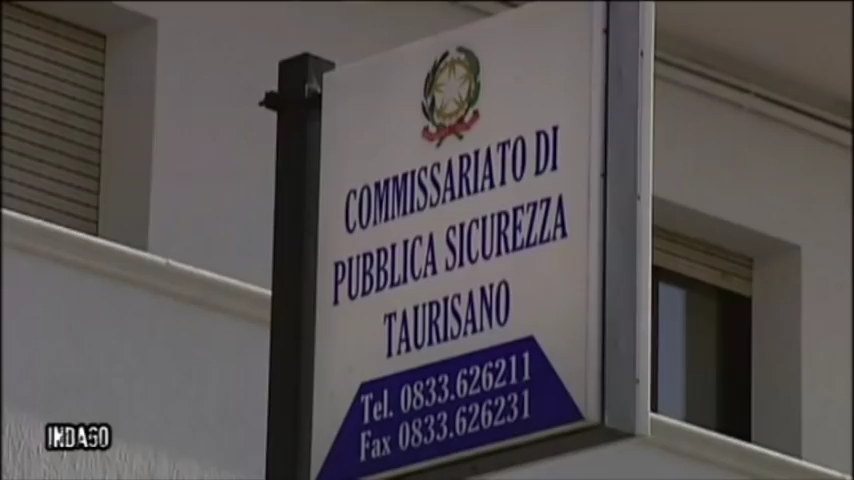 COMMISSARIATO DI
PUBBLICA SICUREZZA
TAURISANO
Tel. 0833.626211
Fax 0833.626231
INDAGO